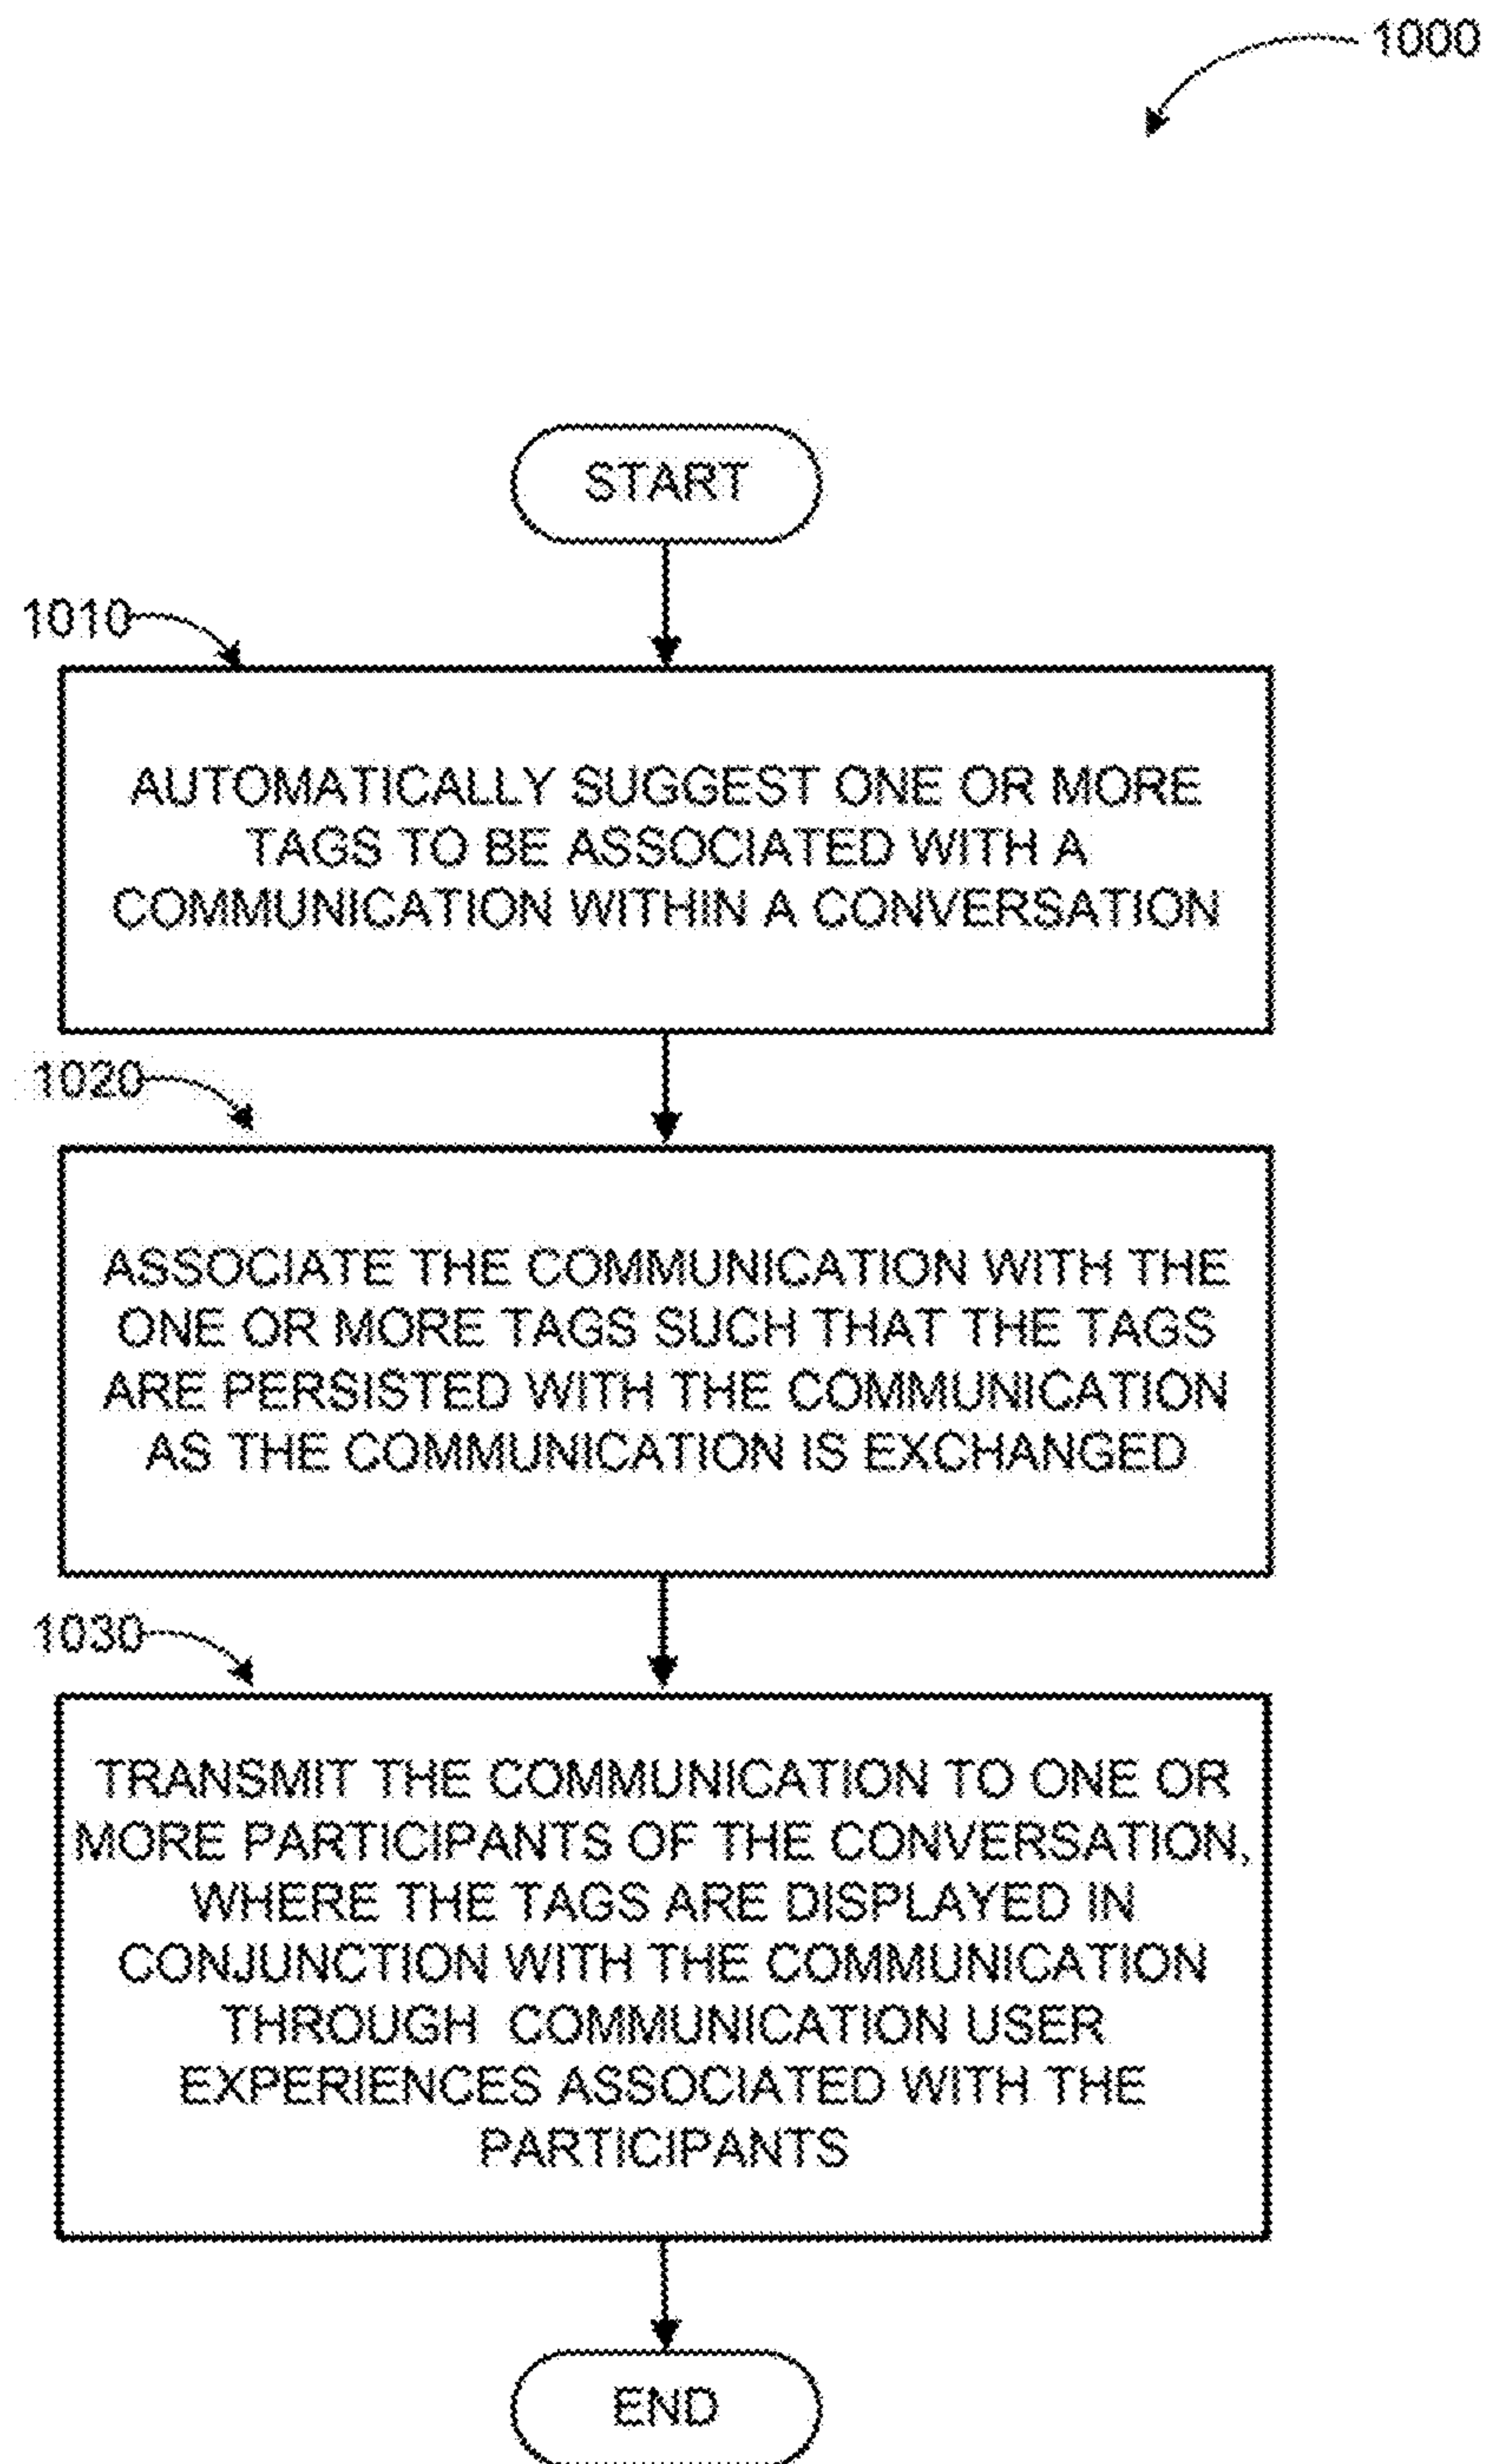 1000
START
1010
AUTOMATICALLY SUGGEST ONE OR MORE
TAGS TO BE ASSOCIATED WITH A
COMMUNICATION WITHIN A CONVERSATION
1020
ASSOCIATE THE COMMUNICATION WITH THE
ONE OR MORE TAGS SUCH THAT THE TAGS
ARE PERSISTED WITH THE COMMUNICATION
AS THE COMMUNICATION IS EXCHANGED
1030
TRANSMIT THE COMMUNICATION TO ONE OR
MORE PARTICIPANTS OF THE CONVERSATION,
WHERE THE TAGS ARE DISPLAYED IN
CONJUNCTION WITH THE COMMUNICATION
THROUGH COMMUNICATION USER
EXPERIENCES ASSOCIATED WITH THE
PARTICIPANTS
END